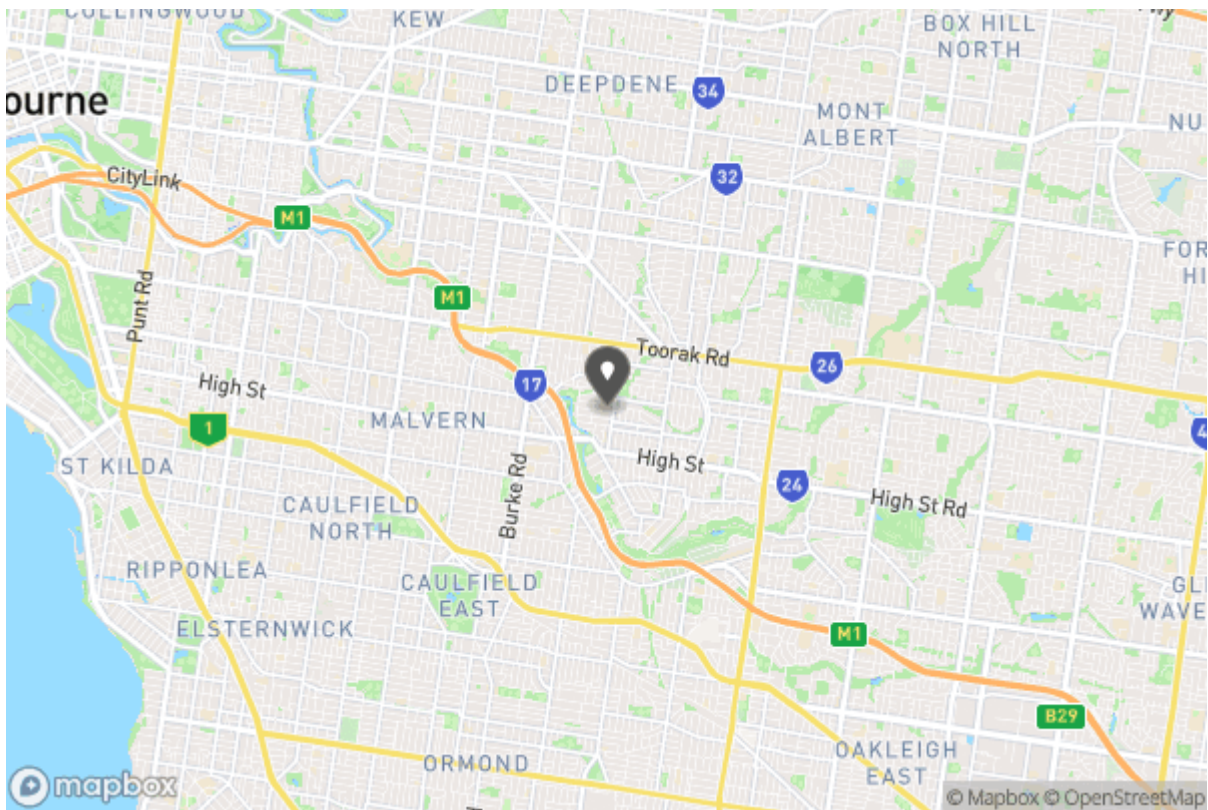 COLLINGWOOD
KEW
BOX HILL
NORTH
DEEPDENE
34
ourne
MONT
ALBERT
NU
CityLink
32
M1
FOR
HI
Punt Rd
M1
Toorak Rd
26
High St
17
MALVERN
1
4
ST KILDA
High St
24
High St Rd
Burke Rd
CAULFIELD
NORTH
RIPPONLEA
CAULFIELD
EAST
GLE
WAVE
ELSTERNWICK
M1
B29
ORMOND
OAKLEIGH
EAST
mapbox
© Mapbox © OpenStreetMap